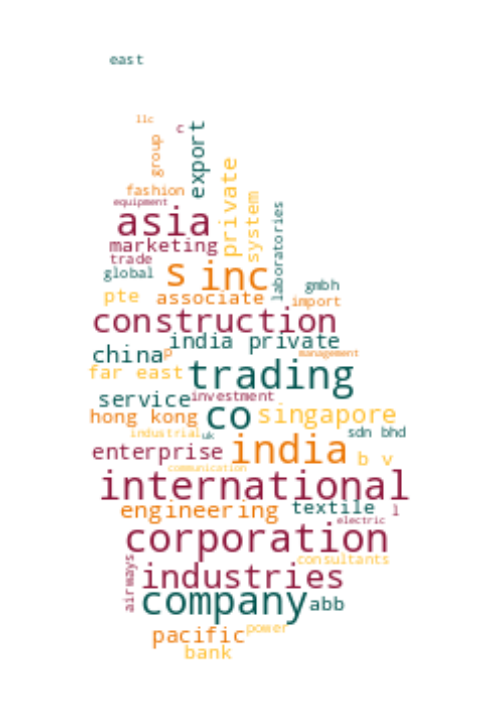 east
llc
c
export
group
private
fashion
system
equipment
laboratories
asia
marketing
trade
global
s
inc
gmbh
pte
associate
import
construction
india private
china
p
management
far east
trading
service
investment
hong kong
co
singapore
industrial
uk
sdn bhd
enterprise
india
b v
communication
international
engineering
textile
l
electric
corporation
consultants
airways
industries
company
abb
pacific
power
bank